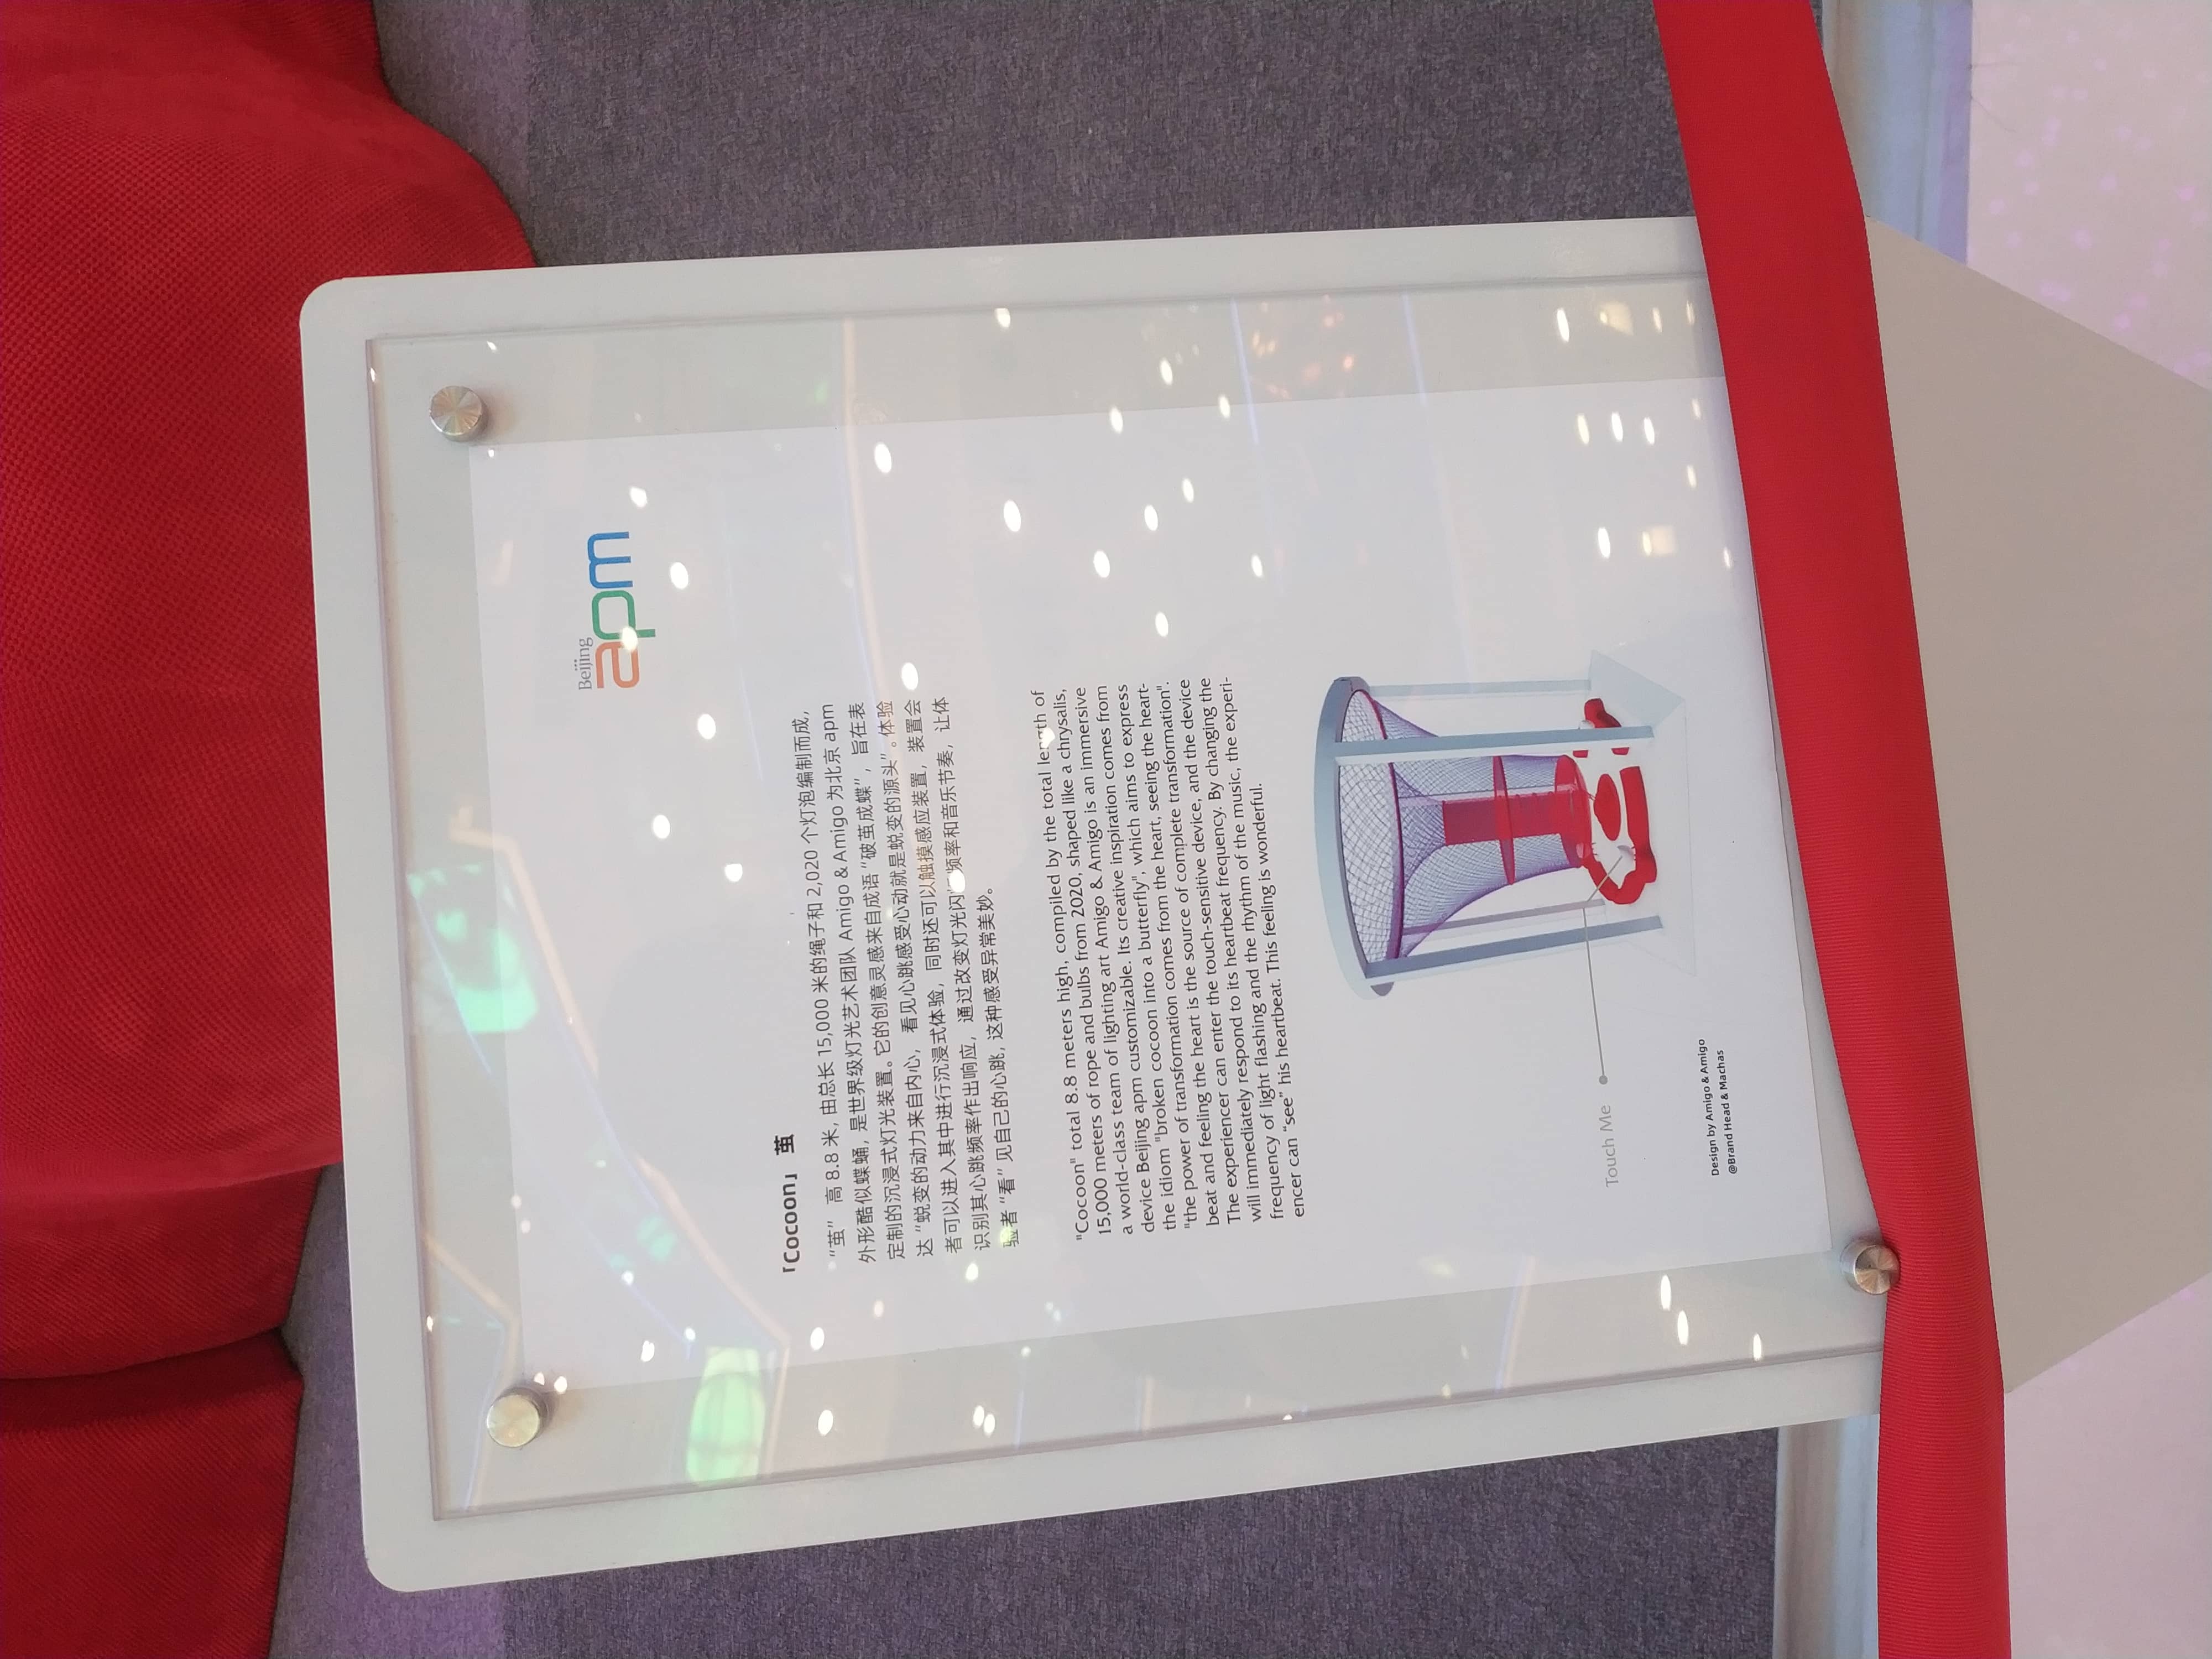 Beijing
apm
「Cocoon」 茧
“茧” 高 8.8 米, 由总长 15,000 米的绳子和 2,020 个灯泡编制而成,
外形酷似蝶蛹, 是世界级灯光艺术团队 Amigo & Amigo 为北京 apm
定制的沉浸式灯光装置。它的创意灵感来自成语“破茧成蝶”, 旨在表
达“蜕变的动力来自内心, 看见心跳感受心动就是蜕变的源头”。体验
者可以进入其中进行沉浸式体验, 同时还可以触摸感应装置, 装置会
识别其心跳频率作出响应, 通过改变灯光闪频率和音乐节奏, 让体
验者“看”见自己的心跳, 这种感受异常美妙。
"Cocoon" total 8.8 meters high, compiled by the total length of
15,000 meters of rope and bulbs from 2020, shaped like a chrysalis,
a world-class team of lighting art Amigo & Amigo is an immersive
device Beijing apm customizable. Its creative inspiration comes from
the idiom "broken cocoon into a butterfly", which aims to express
"the power of transformation comes from the heart, seeing the heart-
beat and feeling the heart is the source of complete transformation".
The experiencer can enter the touch-sensitive device, and the device
will immediately respond to its heartbeat frequency. By changing the
frequency of light flashing and the rhythm of the music, the experi-
encer can “see” his heartbeat. This feeling is wonderful.
Touch Me
Design by Amigo & Amigo
@Brand Head & Machas